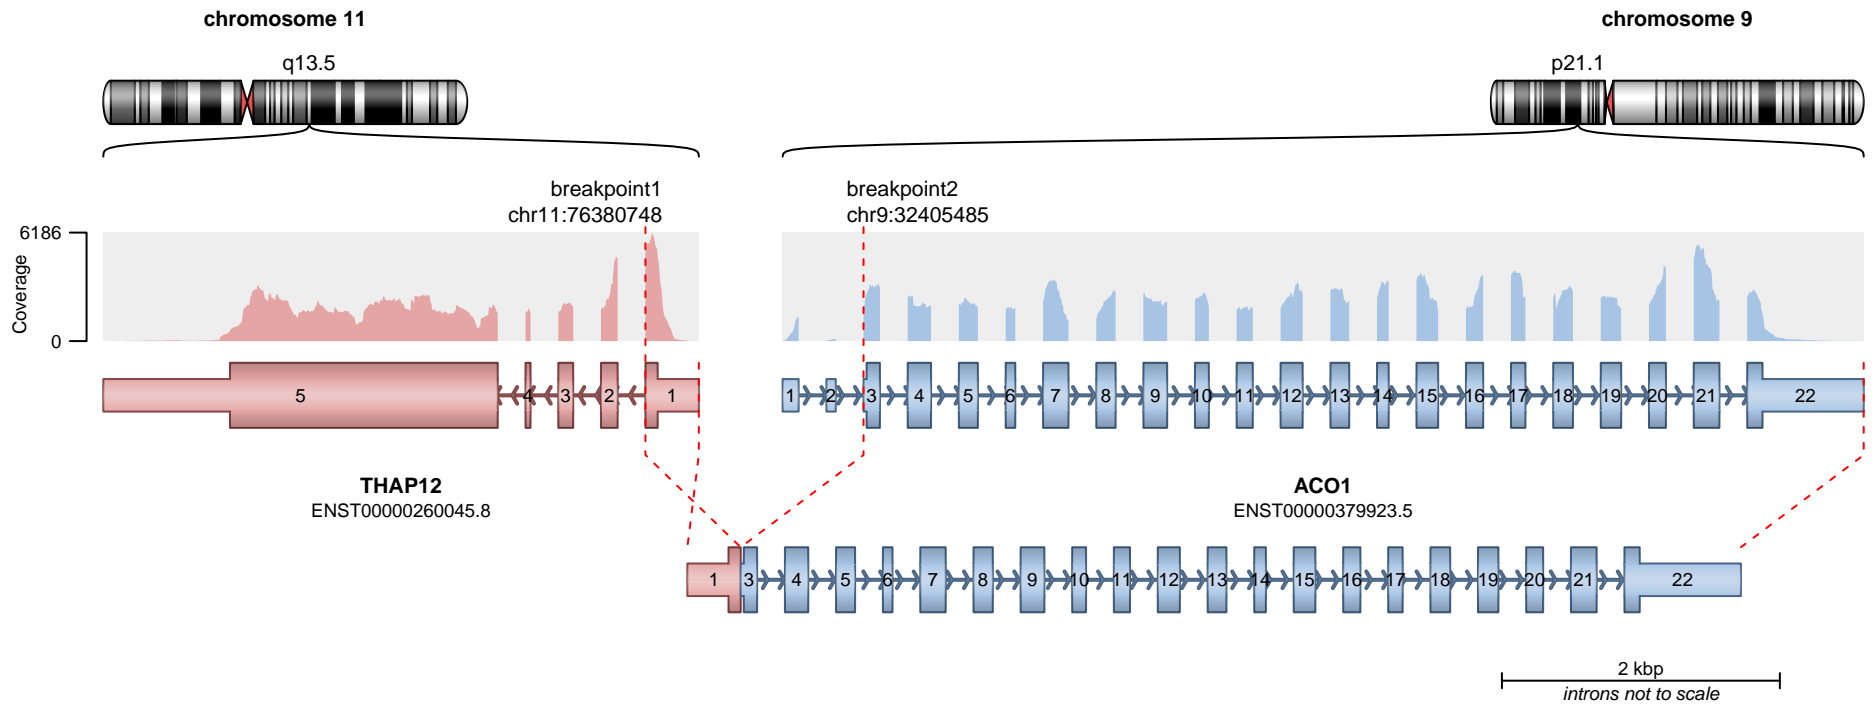 chromosome 11
chromosome 9
q13.5
p21.1
breakpoint1
chr11:76380748
breakpoint2
chr9:32405485
6186
Coverage
0
5 4 3 2 1
1 2 3 4 5 6 7 8 9 10 11 12 13 14 15 16 17 18 19 20 21 22
THAP12
ENST00000260045.8
ACO1
ENST00000379923.5
1 3 4 5 6 7 8 9 10 11 12 13 14 15 16 17 18 19 20 21 22
2 kbp
introns not to scale